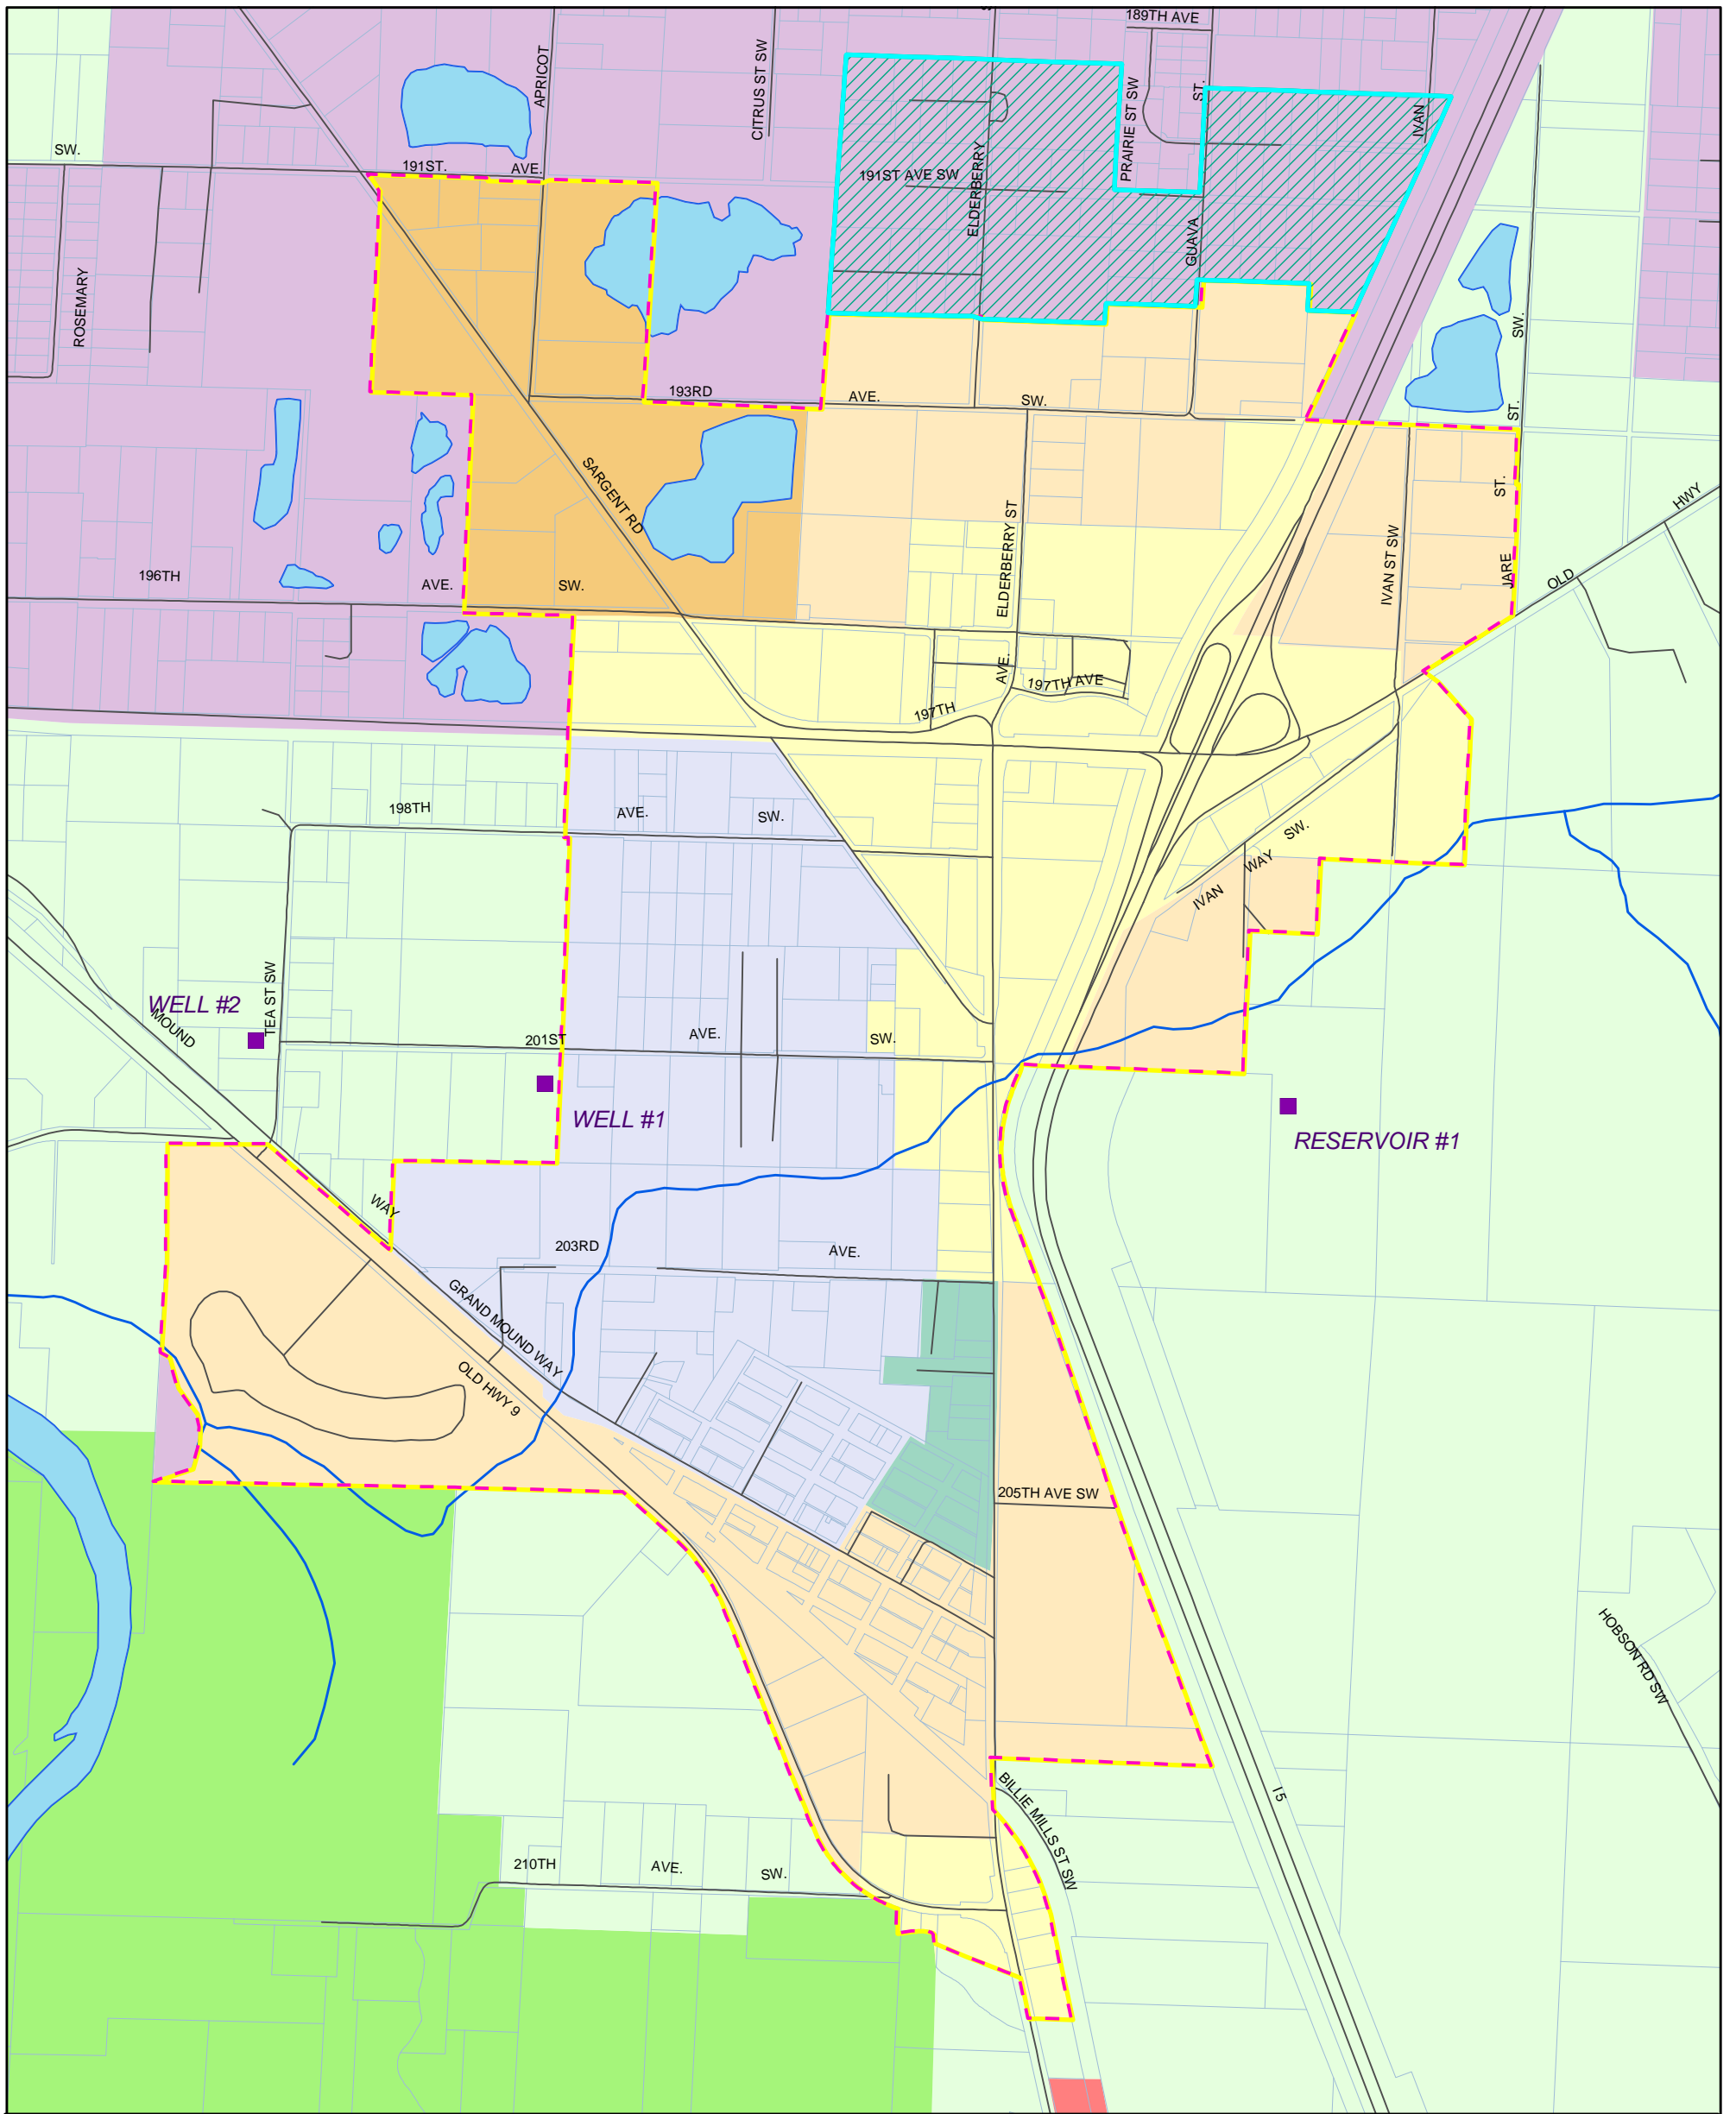 189TH AVE
SW.
191ST.
AVE.
APRICOT
CITRUS ST SW
191ST AVE SW
ELDERBERRY
PRAIRIE ST SW
ST.
GUAVA
IVAN
ROSEMARY
193RD
AVE.
SW.
SW.
ST.
ST.
JARE
HWY
OLD
SARGENT RD
ELDERBERRY ST
IVAN ST SW
196TH
AVE.
SW.
AVE.
197TH AVE
197TH
198TH
AVE.
SW.
SW.
WAY
IVAN
WELL #2
MOUND
TEA ST SW
201ST
AVE.
SW.
WELL #1
RESERVOIR #1
WAY
203RD
AVE.
GRAND MOUND WAY
OLD HWY 9
205TH AVE SW
HOBSON RD SW
I 5
BILLIE MILLS ST SW
210TH
AVE.
SW.